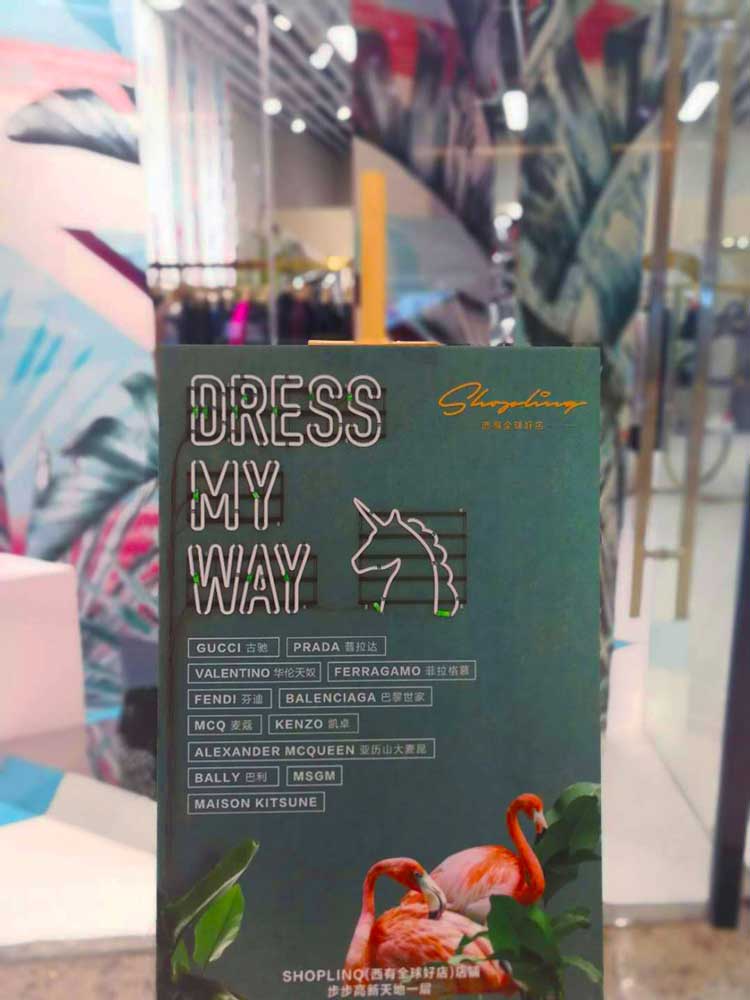 DRESS
MY
WAY
Shopling
西有全球好店
GUCCI 古驰 PRADA 普拉达
VALENTINO 华伦天奴 FERRAGAMO 菲拉格慕
FENDI 芬迪 BALENCIAGA 巴黎世家
MCQ 麦蔻 KENZO 凯卓
ALEXANDER MCQUEEN 亚历山大麦昆
BALLY 巴利 MSGM
MAISON KITSUNE
SHOPLINQ(西有全球好店)店铺
步步高新天地一层